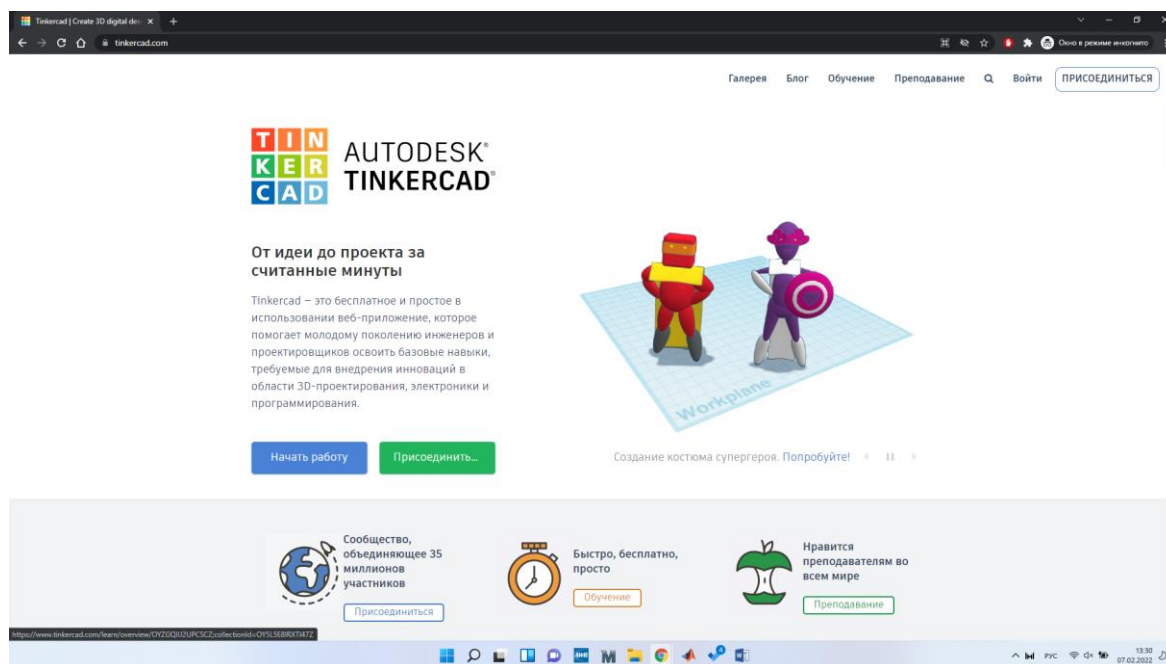 Tinkercad | Create 3D digital des
tinkercad.com
Окно в режиме инкогнито
Галерея Блог Обучение Преподавание Войти ПРИСОЕДИНИТЬСЯ
TIN
KER
CAD
AUTODESK®
TINKERCAD®
От идеи до проекта за
считанные минуты
Tinkercad – это бесплатное и простое в
использовании веб-приложение, которое
помогает молодому поколению инженеров и
проектировщиков освоить базовые навыки,
требуемые для внедрения инноваций в
области 3D-проектирования, электроники и
программирования.
Workplane
Начать работу Присоединить...
Создание костюма супергероя. Попробуйте!
Сообщество,
объединяющее 35
миллионов
участников
Присоединиться
Быстро, бесплатно,
просто
Обучение
Нравится
преподавателям во
всем мире
Преподавание
РУС
13:30
07.02.2022